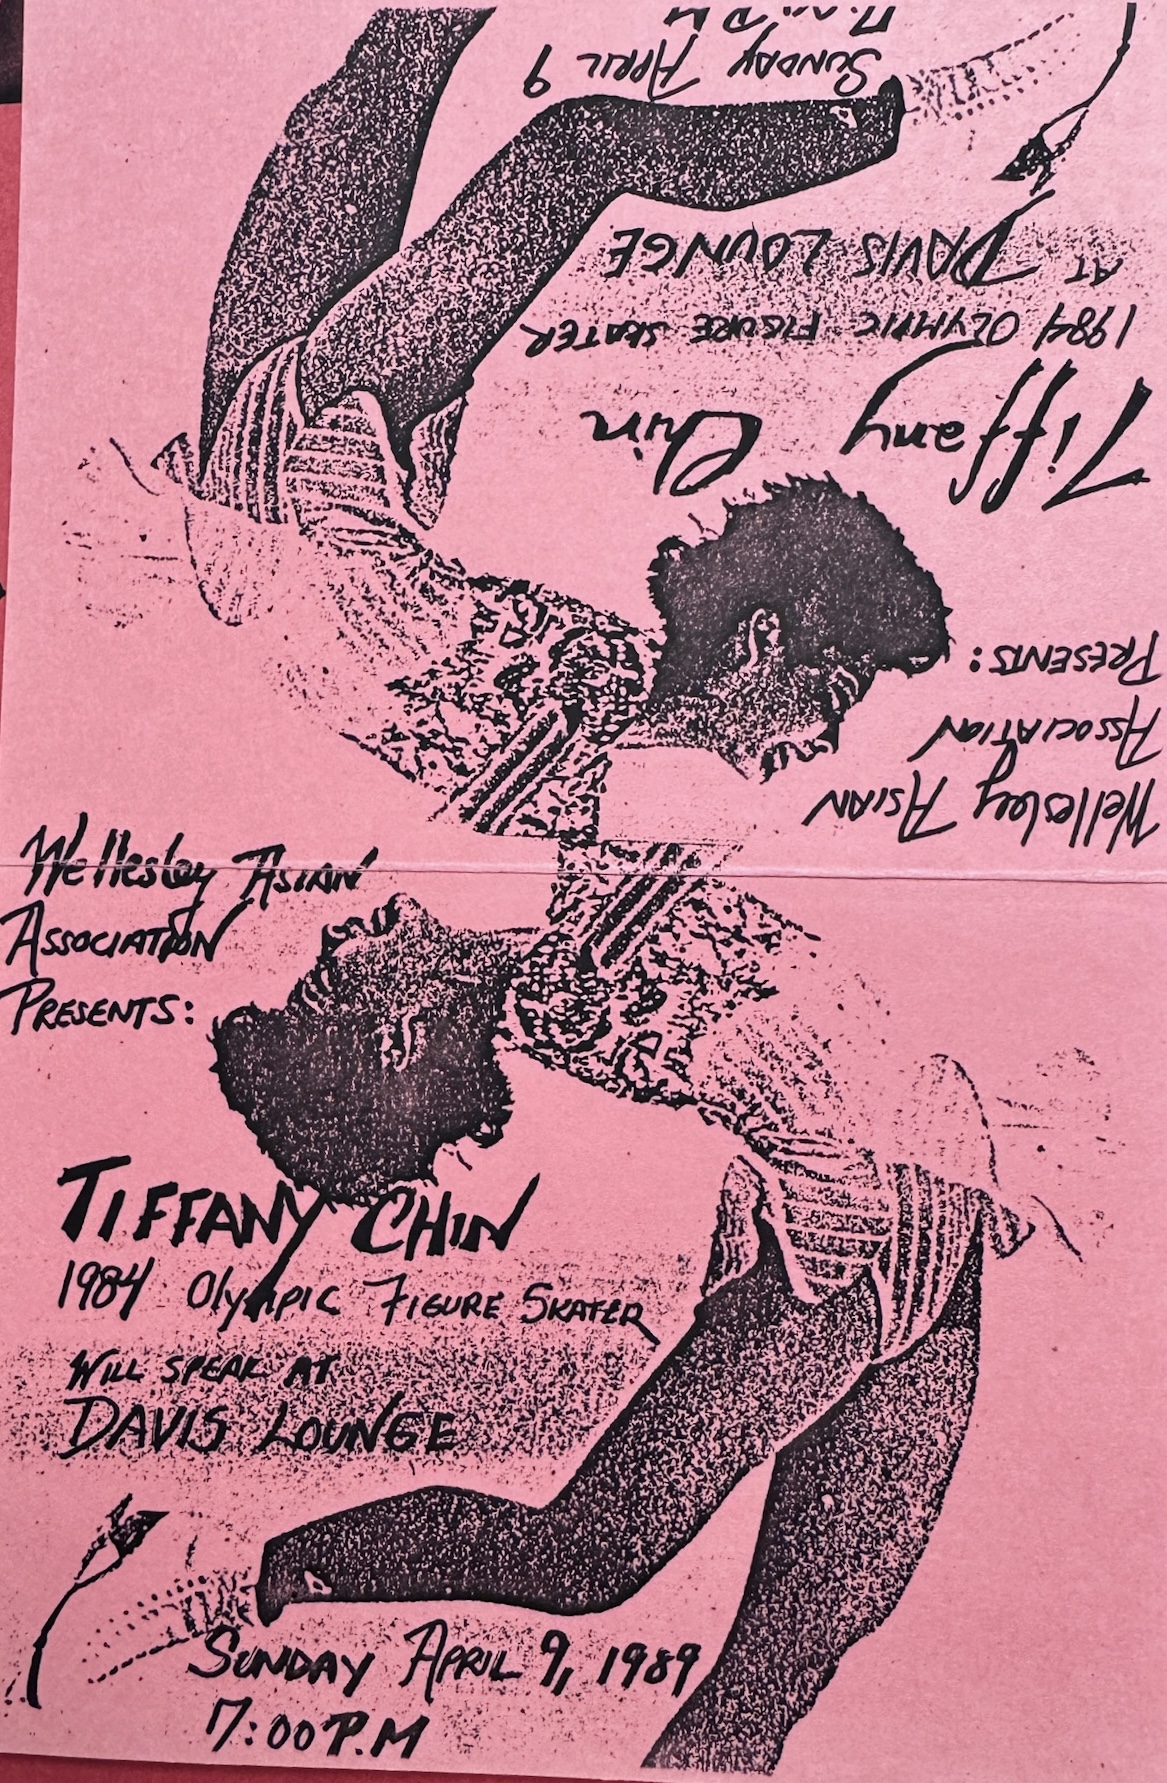 Wellesley ASIAN
ASSOCIATION
PRESENTS:
Tiffany Chin
1984 OLYMPIC FIGURE SKATER
AT DAVIS LOUNGE
SUNDAY APRIL 9
Wellesley ASIAN
ASSOCIATION
PRESENTS:
TIFFANY CHIN
1984 Olympic FIGURE SKATER
WILL SPEAK AT
DAVIS LOUNGE
SUNDAY APRIL 9, 1989
7:00 P.M